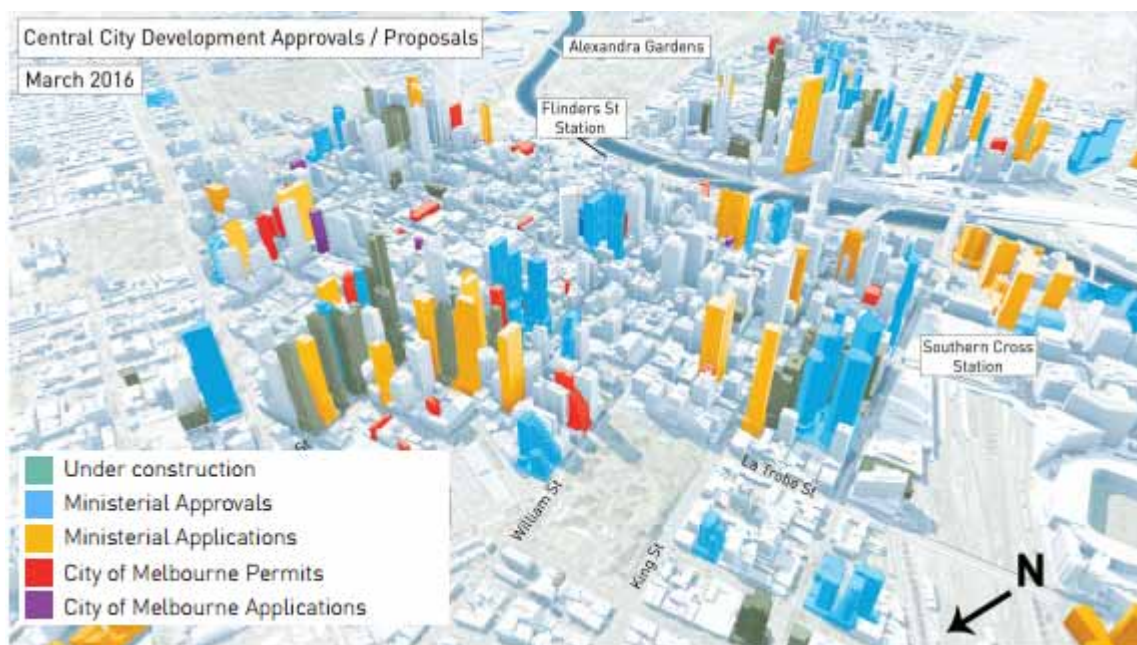 Central City Development Approvals / Proposals
March 2016
Alexandra Gardens
Flinders St
Station
Southern Cross
Station
La Trobe St
William St
King St
St
N
Under construction
Ministerial Approvals
Ministerial Applications
City of Melbourne Permits
City of Melbourne Applications